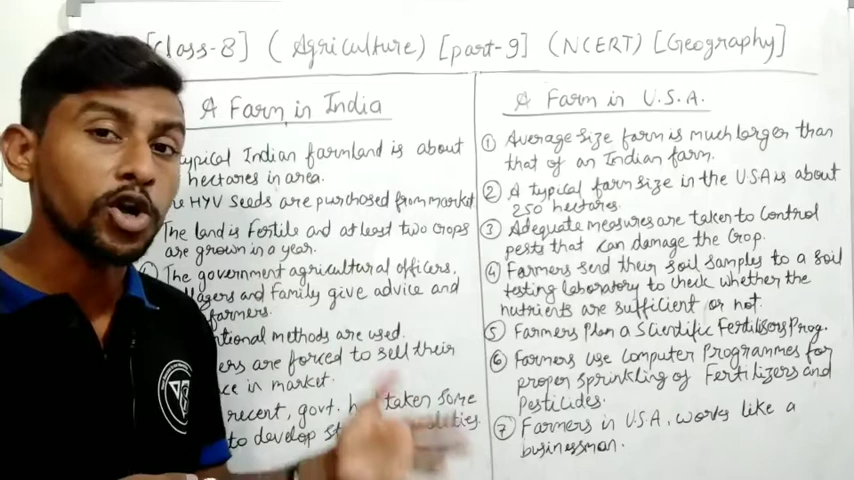 [Class-8] (Agriculture) [part-9] (NCERT) [Geography]
A Farm in India
typical Indian farmland is about
hectares in area.
HYV seeds are purchosed from market
The land is fertile and at least two crops
are grown in a year.
The government agricultural officers,
and family give advice and
farmers.
methods are used.
are forced to sell their
in market.
recent, govt. taken some
to develop
A Farm in U.S.A.
① Average size farm is much larger than
that of an Indian farm.
② A typical farm size in the U.S.A is about
250 hectares.
③ Adequate measures are taken to control
pests that can damage the crop.
④ Farmers send their soil samples to a soil
testing laboratory to check whether the
nutrients are sufficient or not.
⑤ Farmers Plan a Scientific Fertilisers Prog.
⑥ Farmers use computer Programmes for
proper sprinkling of Fertilizers and
Pesticides.
⑦ Farmers in U.S.A. works like a
businessman.